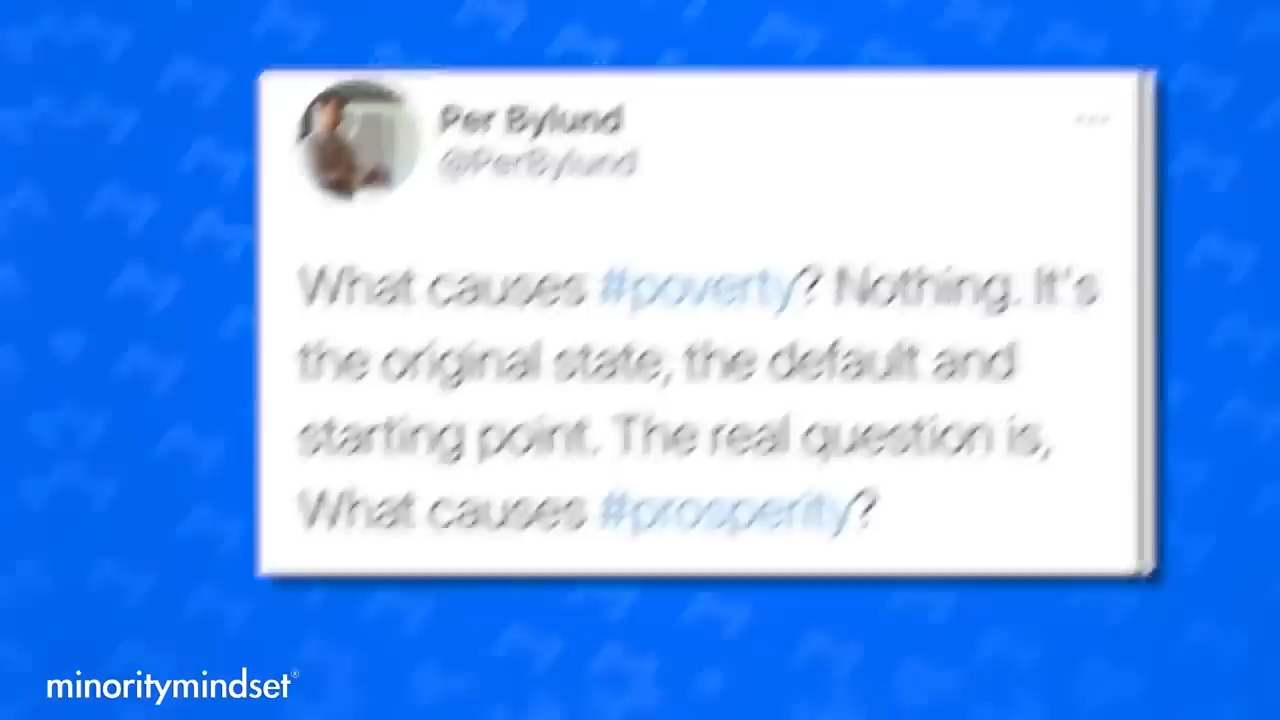 Per Bylund
@PerBylund
What causes #poverty? Nothing. It's
the original state, the default and
starting point. The real question is,
What causes #prosperity?
minoritymindset®